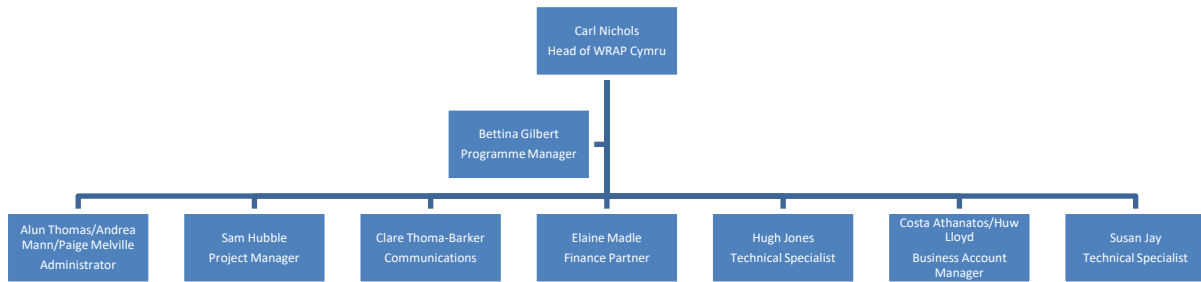 Carl Nichols
Head of WRAP Cymru
Bettina Gilbert
Programme Manager
Alun Thomas/Andrea
Mann/Paige Melville
Administrator
Sam Hubble
Project Manager
Clare Thoma-Barker
Communications
Elaine Madle
Finance Partner
Hugh Jones
Technical Specialist
Costa Athanatos/Huw
Lloyd
Business Account
Manager
Susan Jay
Technical Specialist